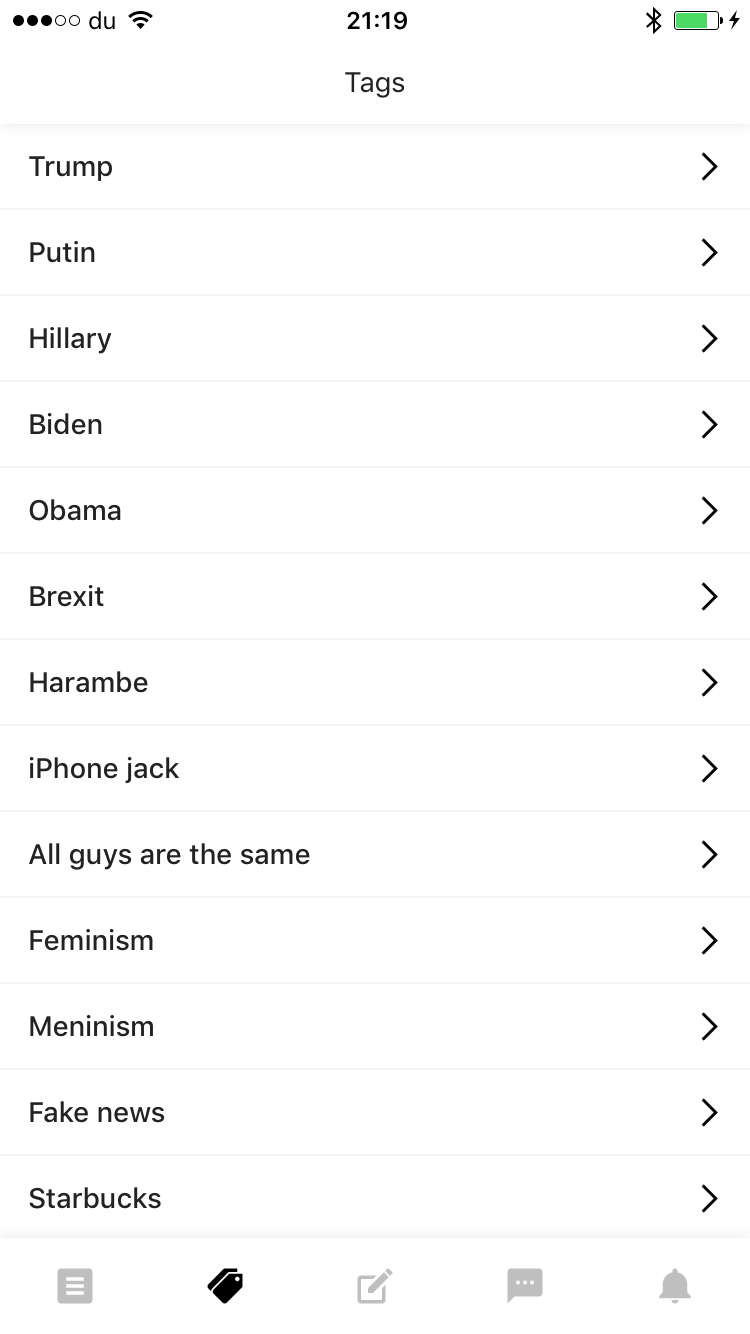 du 21:19
Tags
Trump
Putin
Hillary
Biden
Obama
Brexit
Harambe
iPhone jack
All guys are the same
Feminism
Meninism
Fake news
Starbucks